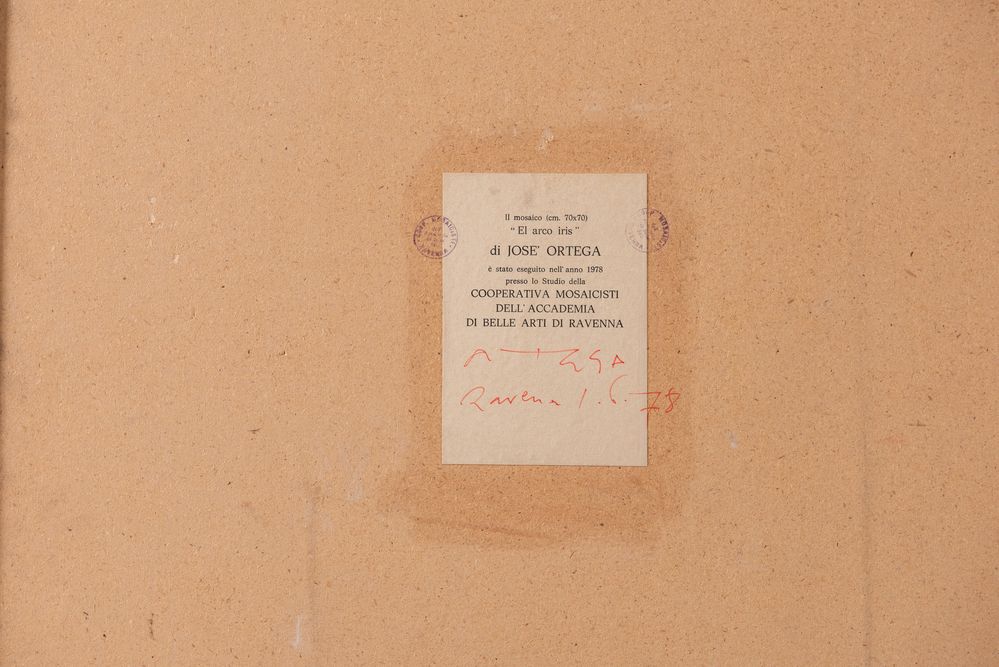 Il mosaico (cm. 70x70)
“El arco iris”
di JOSE' ORTEGA
è stato eseguito nell'anno 1978
presso lo Studio della
COOPERATIVA MOSAICISTI
DELL'ACCADEMIA
DI BELLE ARTI DI RAVENNA
Ravena 1.6.78